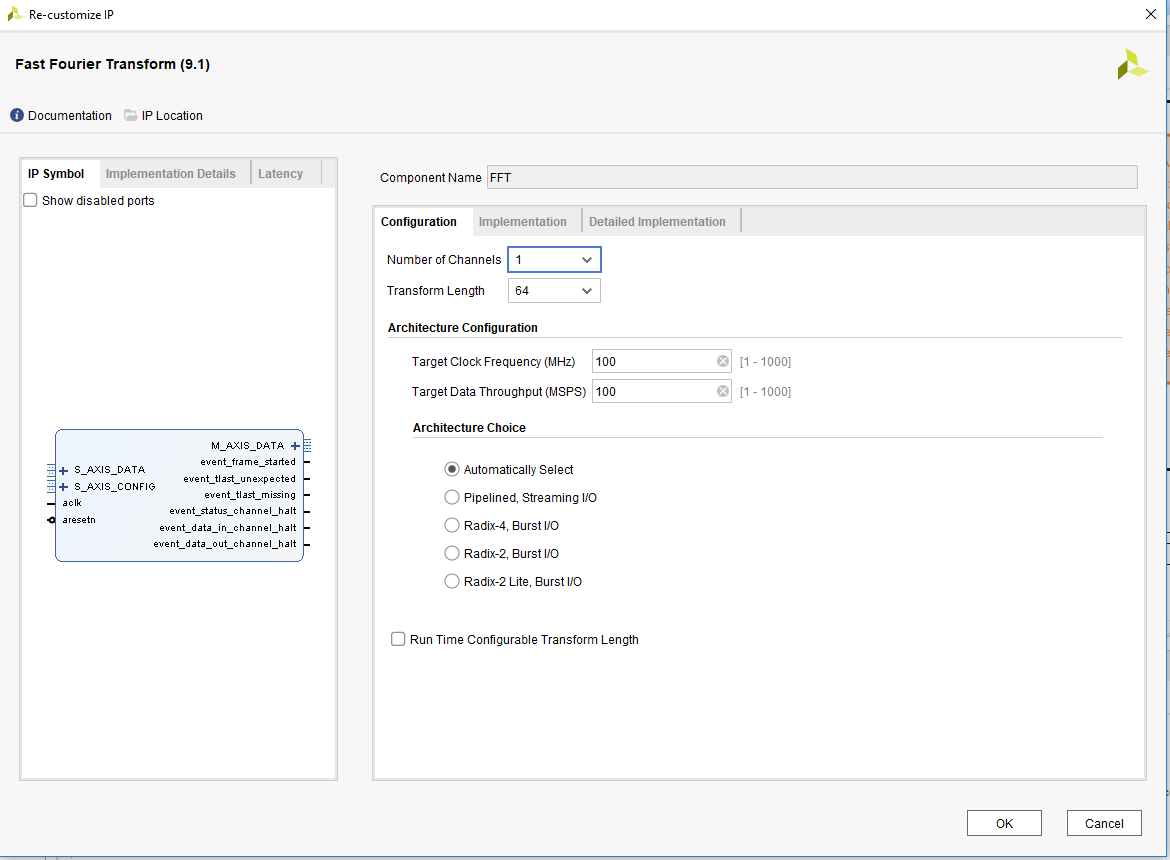 Re-customize IP
Fast Fourier Transform (9.1)
Documentation IP Location
IP Symbol Implementation Details Latency
Show disabled ports
M_AXIS_DATA
event_frame_started
S_AXIS_DATA
event_tlast_unexpected
S_AXIS_CONFIG
event_tlast_missing
aclk
event_status_channel_halt
aresetn
event_data_in_channel_halt
event_data_out_channel_halt
Component Name FFT
Configuration Implementation Detailed Implementation
Number of Channels 1
Transform Length 64
Architecture Configuration
Target Clock Frequency (MHz) 100 [1 - 1000]
Target Data Throughput (MSPS) 100 [1 - 1000]
Architecture Choice
Automatically Select
Pipelined, Streaming I/O
Radix-4, Burst I/O
Radix-2, Burst I/O
Radix-2 Lite, Burst I/O
Run Time Configurable Transform Length
OK Cancel